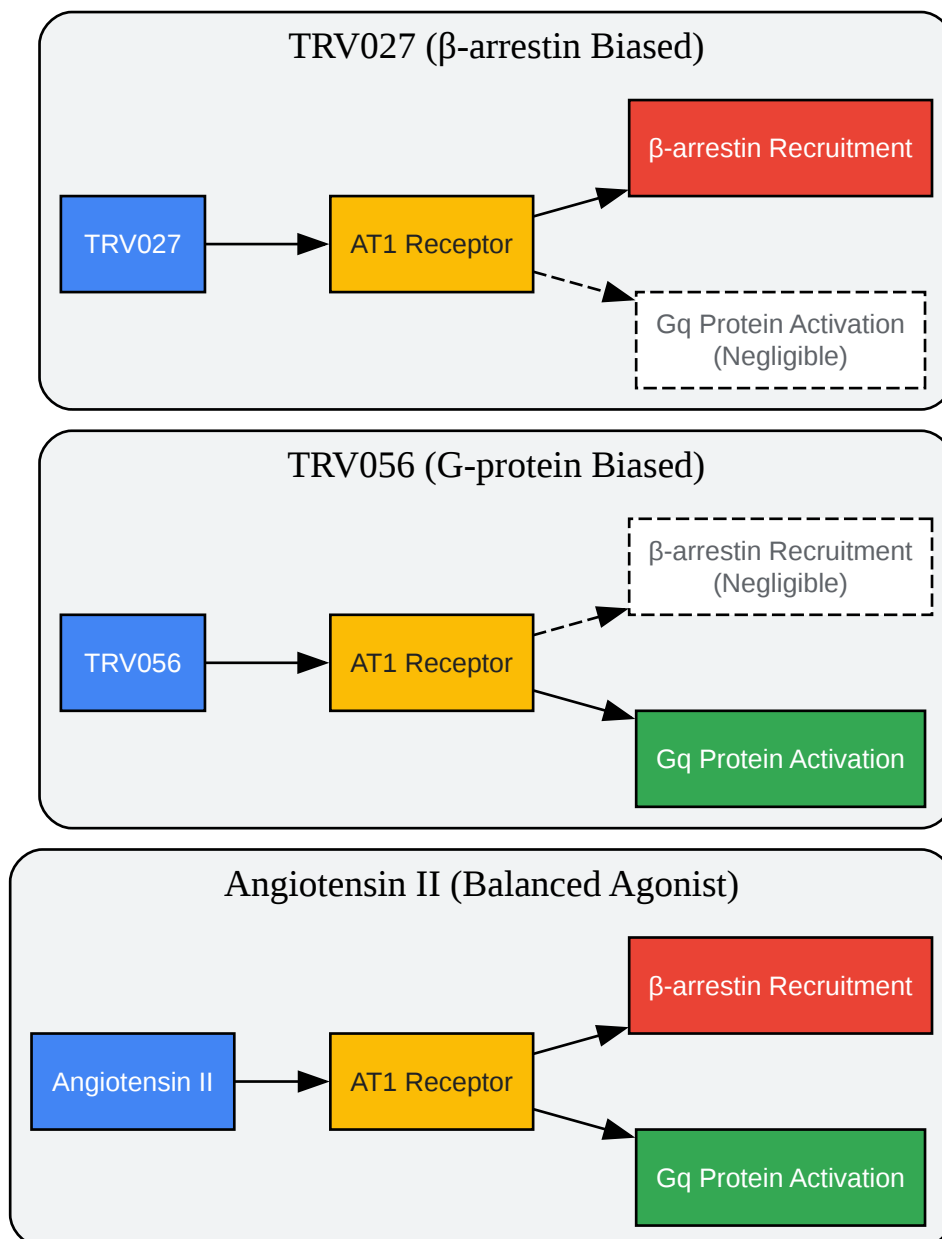 TRV027 (β-arrestin Biased)
β-arrestin Recruitment
TRV027
AT1 Receptor
Gq Protein Activation
(Negligible)
TRV056 (G-protein Biased)
β-arrestin Recruitment
(Negligible)
TRV056
AT1 Receptor
Gq Protein Activation
Angiotensin II (Balanced Agonist)
β-arrestin Recruitment
Angiotensin II
AT1 Receptor
Gq Protein Activation